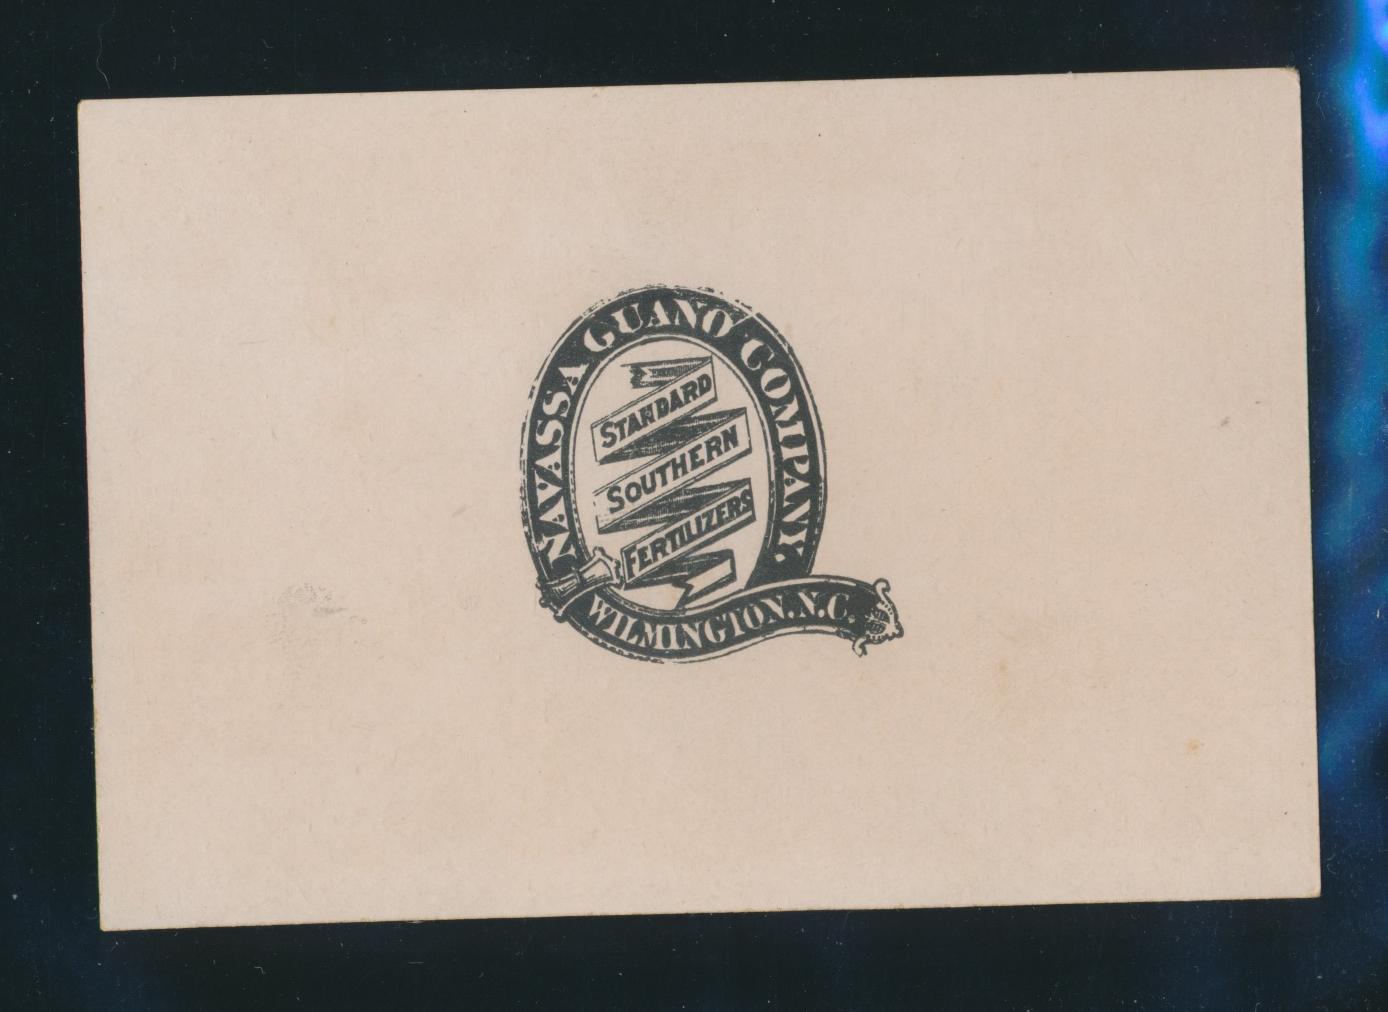 NAVASSA GUANO COMPANY.
STANDARD
SOUTHERN
FERTILIZERS
WILMINGTON. N. C.